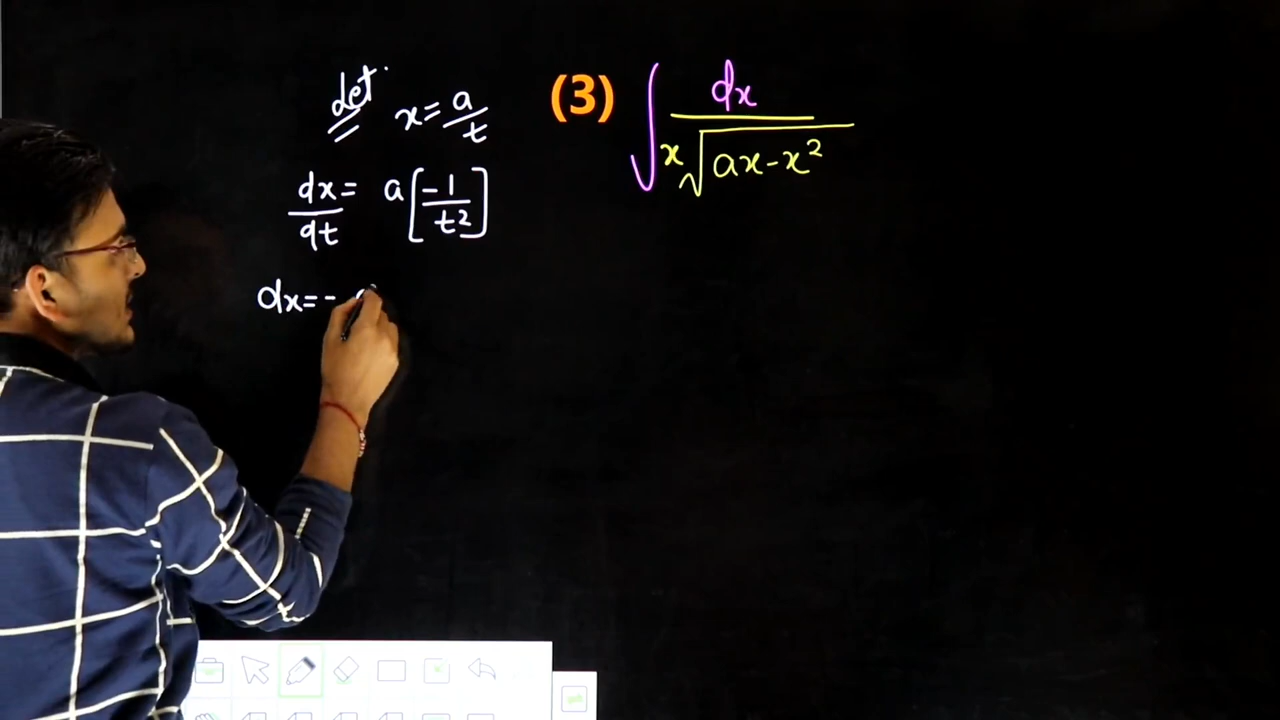 Let x = a/t
dx/dt = a[-1/t²]
dx = -
(3) ∫ dx / x√(ax-x²)